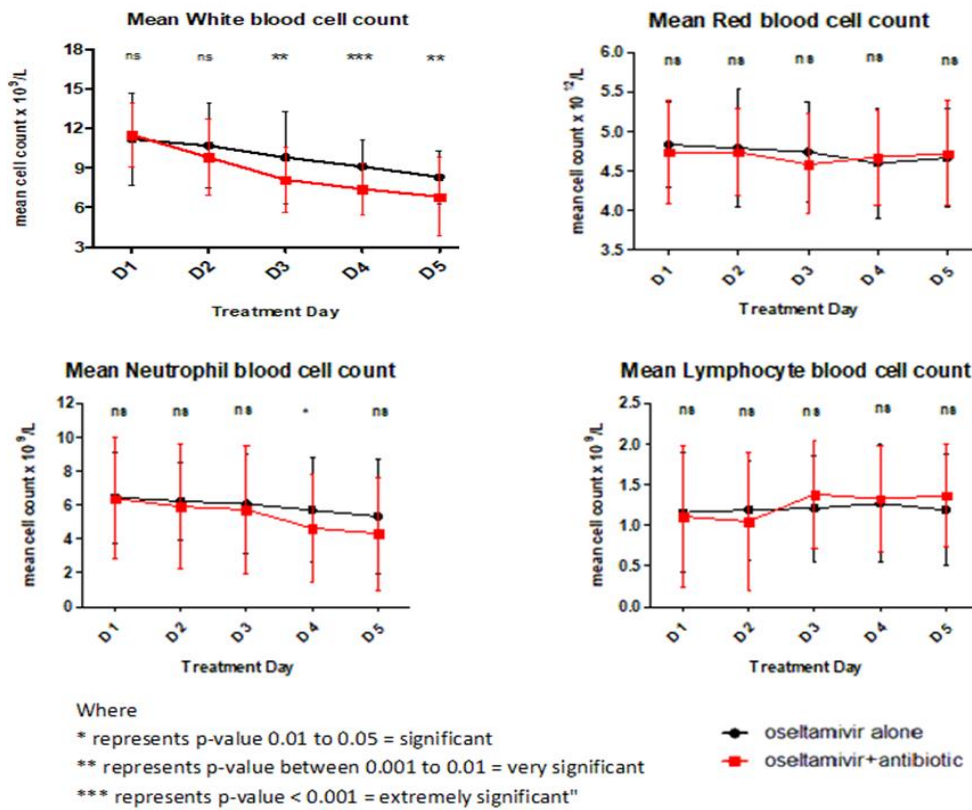 Mean White blood cell count
ns ns ** *** **
mean cell count x 10⁹/L
18
15
12
9
6
3
D1 D2 D3 D4 D5
Treatment Day
Mean Red blood cell count
ns ns ns ns ns
mean cell count x 10¹²/L
6.0
5.5
5.0
4.5
4.0
3.5
D1 D2 D3 D4 D5
Treatment Day
Mean Neutrophil blood cell count
ns ns ns * ns
mean cell count x 10⁹/L
12
10
8
6
4
2
0
D1 D2 D3 D4 D5
Treatment Day
Mean Lymphocyte blood cell count
ns ns ns ns ns
mean cell count x 10⁹/L
2.5
2.0
1.5
1.0
0.5
0.0
D1 D2 D3 D4 D5
Treatment Day
Where
* represents p-value 0.01 to 0.05 = significant
** represents p-value between 0.001 to 0.01 = very significant
*** represents p-value < 0.001 = extremely significant"
oseltamivir alone
oseltamivir+antibiotic